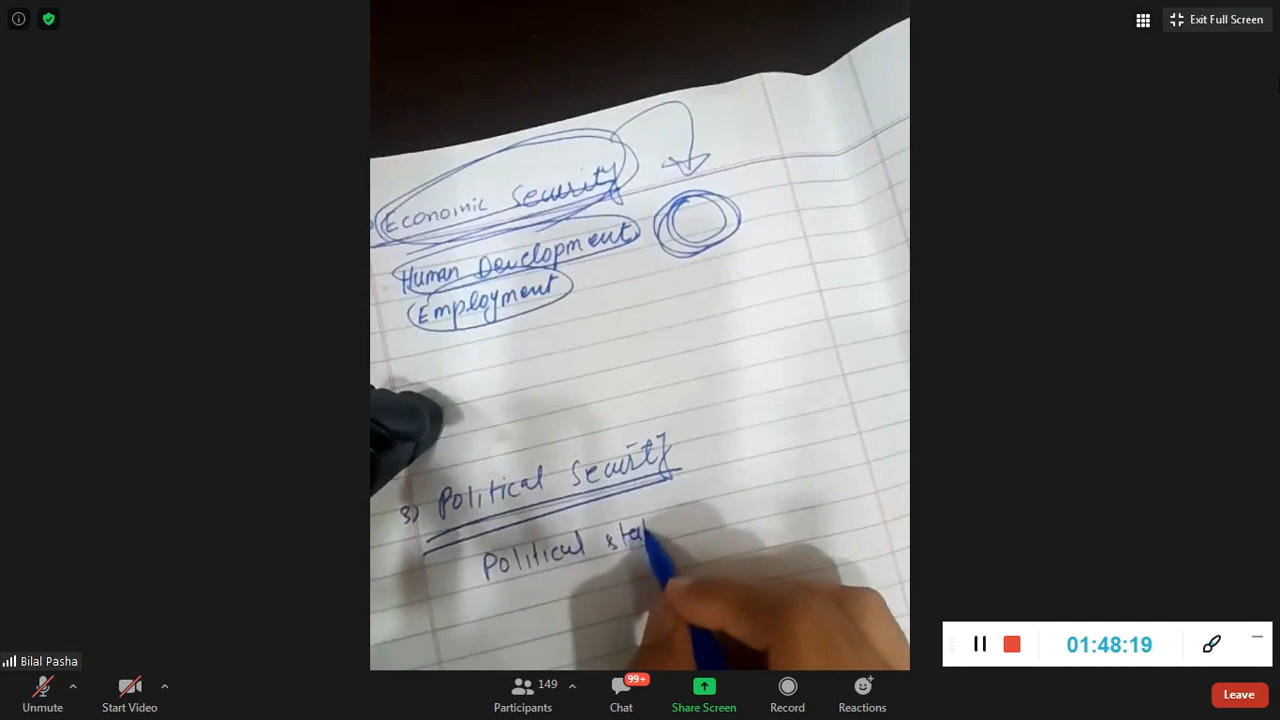 Exit Full Screen
Economic Security
Human Development
Employment
3) Political Security
Political sta
01:48:19
Bilal Pasha
Unmute
Start Video
149
Participants
99+
Chat
Share Screen
Record
Reactions
Leave